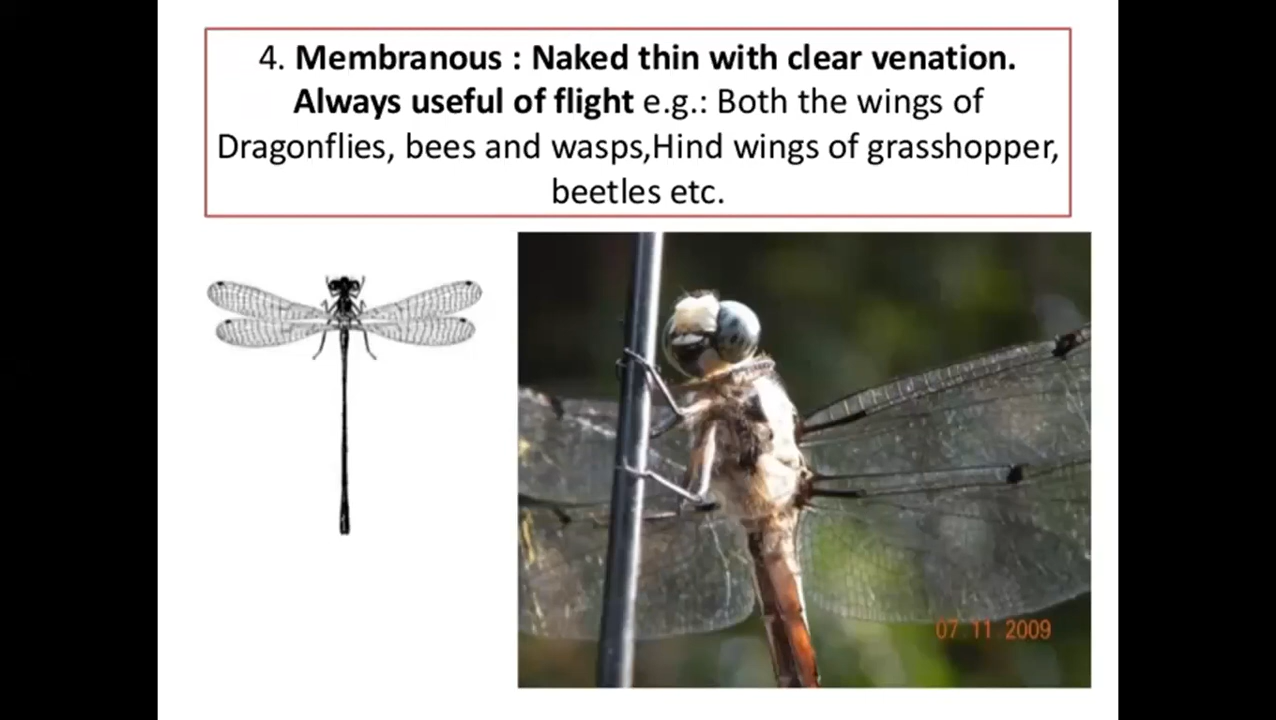 4. Membranous : Naked thin with clear venation.
Always useful of flight e.g.: Both the wings of
Dragonflies, bees and wasps,Hind wings of grasshopper,
beetles etc.
07 11 2009